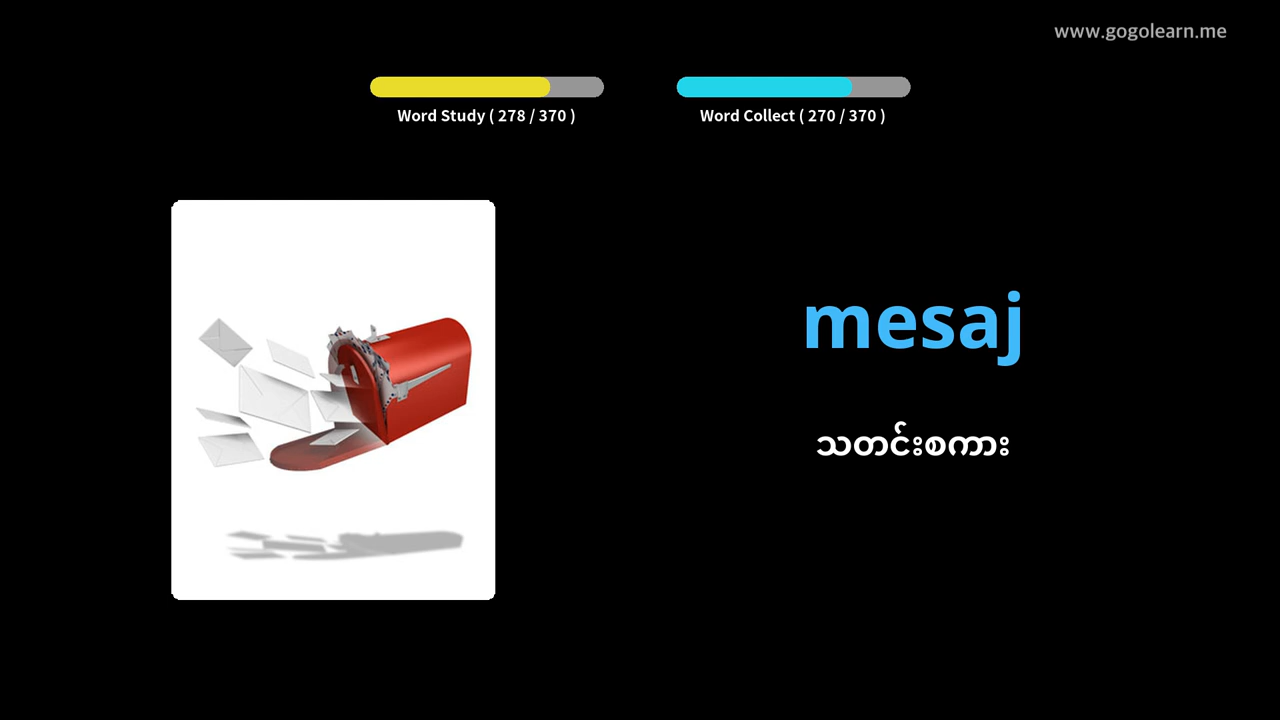 www.gogolearn.me
Word Study ( 278 / 370 )
Word Collect ( 270 / 370 )
mesaj
သတင်းစကား